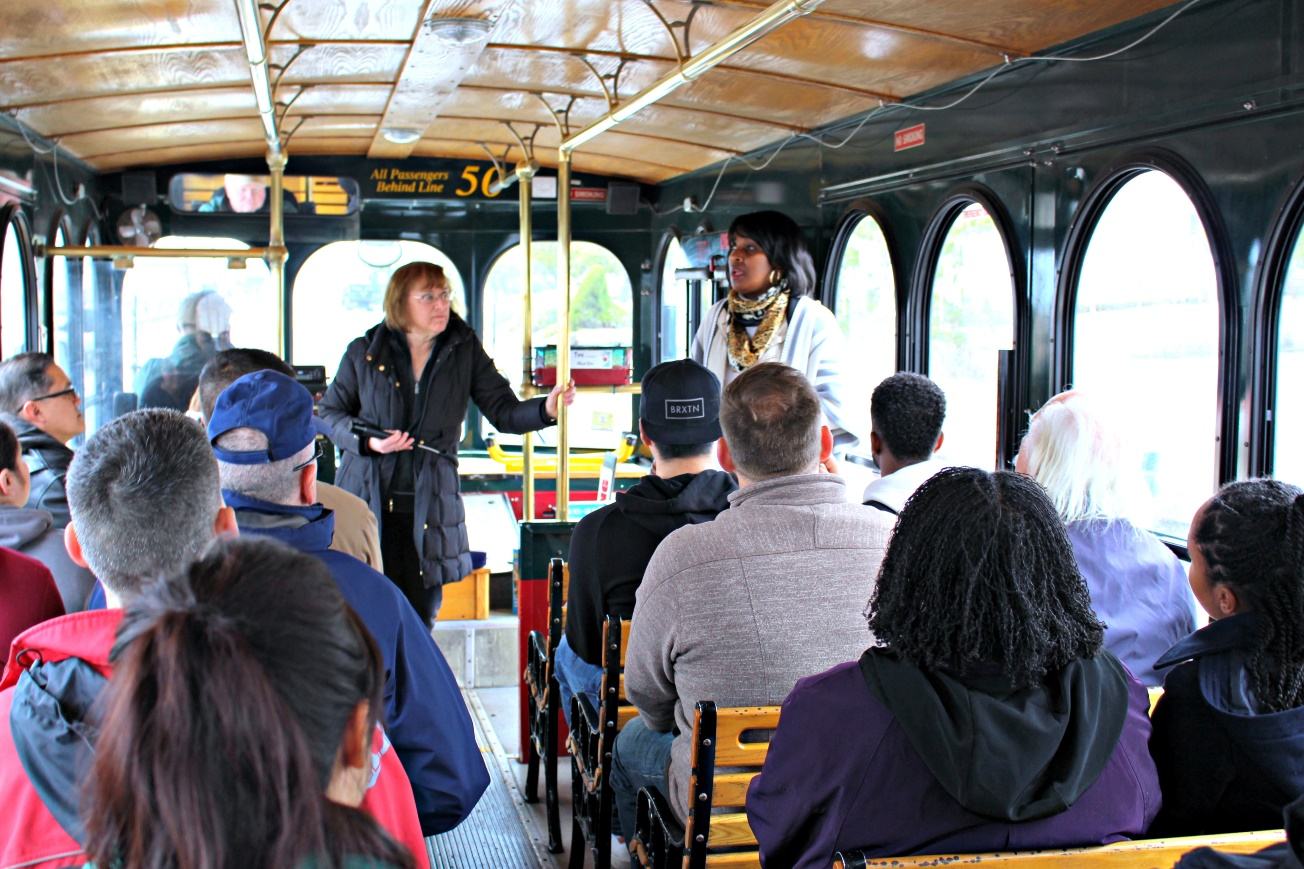 All Passengers
Behind Line
50
NO SMOKING
BRXTN